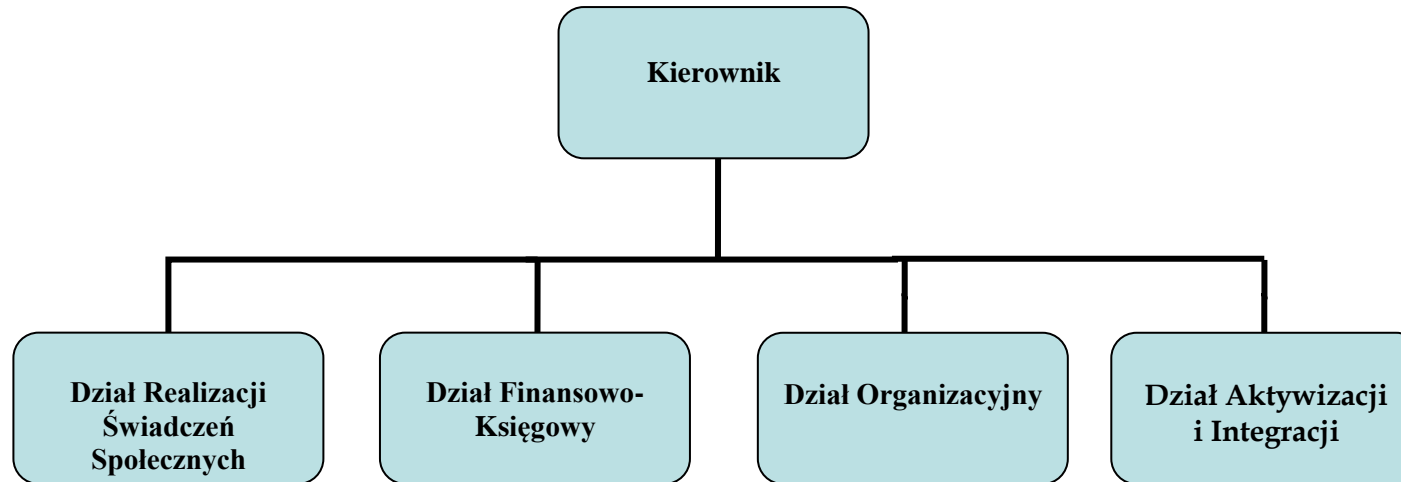 Kierownik
Dział Realizacji
Świadczeń
Społecznych
Dział Finansowo-
Księgowy
Dział Organizacyjny
Dział Aktywizacji
i Integracji